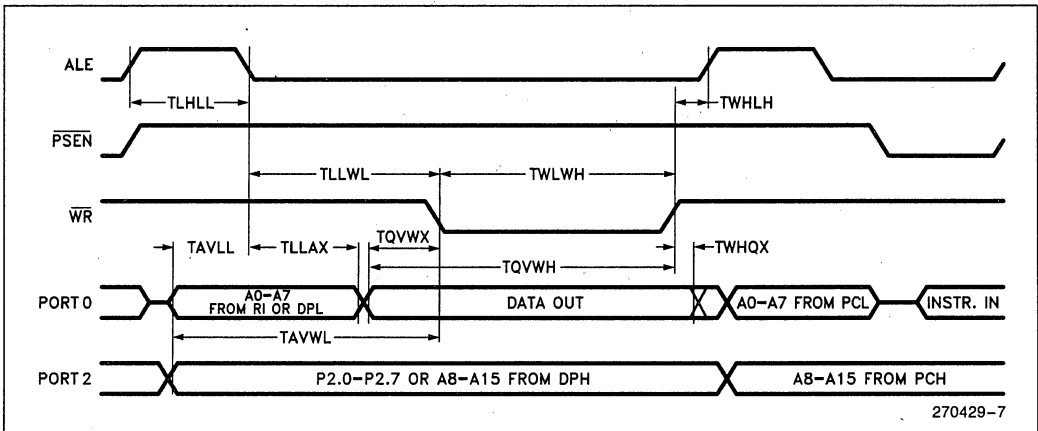 ALE
TLHLL
TWHLH
PSEN
TLLWL
TWLWH
WR
TQVWX
TAVLL
TLLAX
TWHQX
TQVWH
PORT 0
A0-A7
FROM RI OR DPL
DATA OUT
A0-A7 FROM PCL
INSTR. IN
TAVWL
PORT 2
P2.0-P2.7 OR A8-A15 FROM DPH
A8-A15 FROM PCH
270429-7